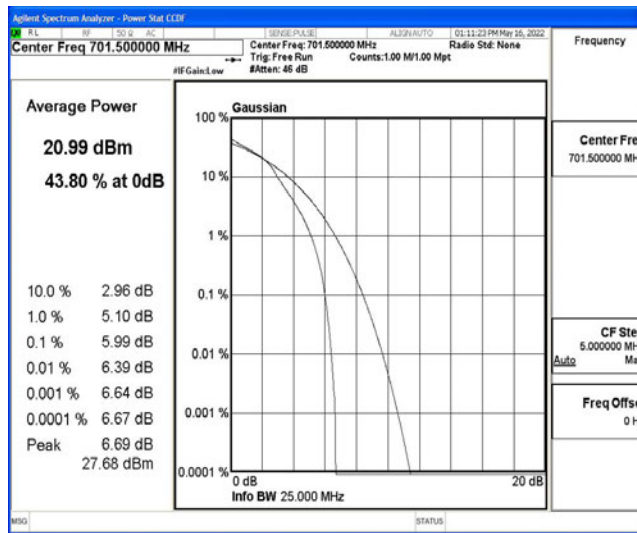 Agilent Spectrum Analyzer - Power Stat CCDF
RL RF 50 Ω AC SENSE:PULSE ALIGN AUTO 01:11:23 PM May 16, 2022
Center Freq 701.500000 MHz
Center Freq: 701.500000 MHz Radio Std: None
Trig: Free Run Counts:1.00 M/1.00 Mpt
#IFGain:Low #Atten: 46 dB
Frequency
Average Power
20.99 dBm
43.80 % at 0dB
10.0 % 2.96 dB
1.0 % 5.10 dB
0.1 % 5.99 dB
0.01 % 6.39 dB
0.001 % 6.64 dB
0.0001 % 6.67 dB
Peak 6.69 dB
27.68 dBm
Gaussian
100 %
10 %
1 %
0.1 %
0.01 %
0.001 %
0.0001 %
0 dB 20 dB
Info BW 25.000 MHz
Center Fre
701.500000 MH
CF Ste
5.000000 MH
Auto Ma
Freq Offse
0 H
MSG STATUS